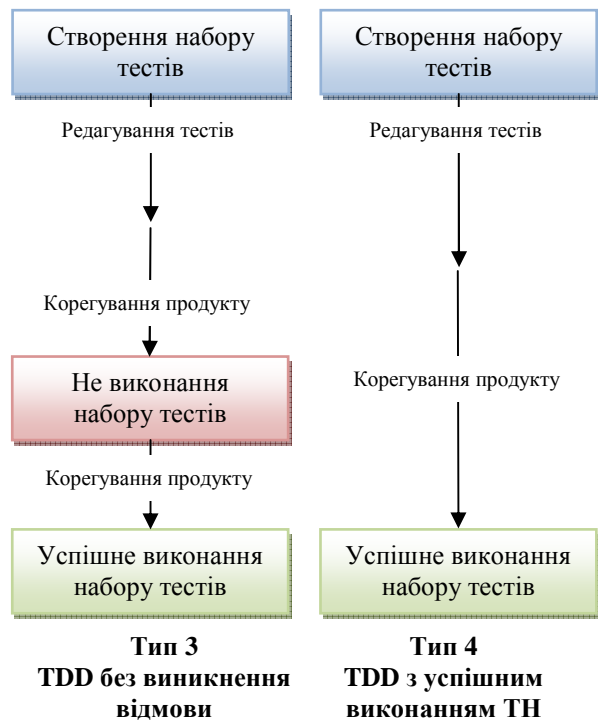 Створення набору
тестів
Редагування тестів
Корегування продукту
Не виконання
набору тестів
Корегування продукту
Успішне виконання
набору тестів
Тип 3
TDD без виникнення
відмови
Створення набору
тестів
Редагування тестів
Корегування продукту
Успішне виконання
набору тестів
Тип 4
TDD з успішним
виконанням ТН